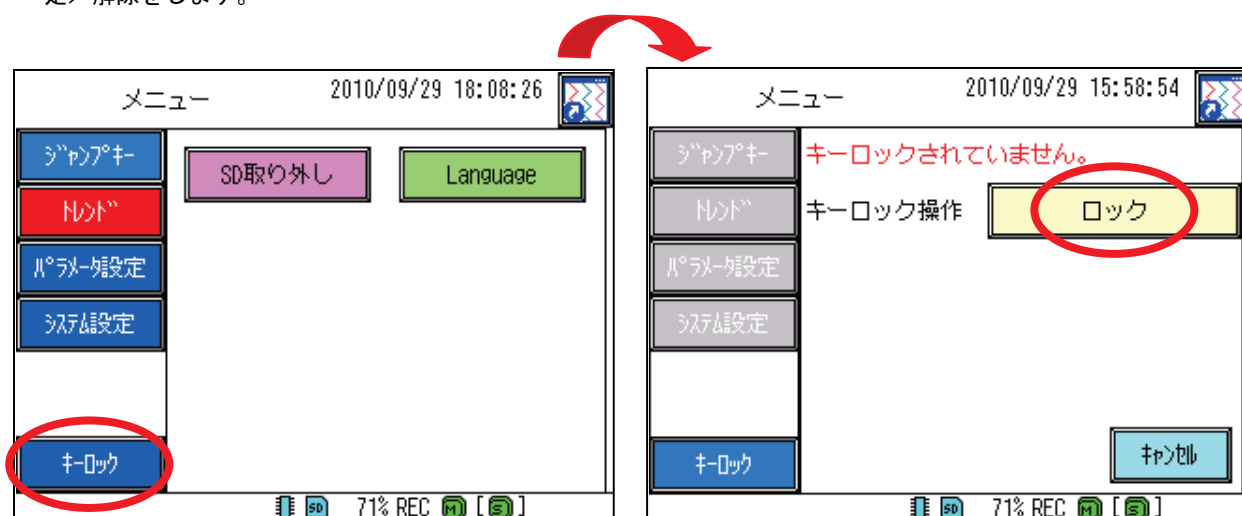 定／解除をします。
メニュー 2010/09/29 18:08:26
ｼﾞｬﾝﾌﾟｷｰ
SD取り外し Language
ﾄﾚﾝﾄﾞ
ﾊﾟﾗﾒｰﾀ設定
ｼｽﾃﾑ設定
ｷｰﾛｯｸ
SD 71% REC M [S]
メニュー 2010/09/29 15:58:54
ｼﾞｬﾝﾌﾟｷｰ
キーロックされていません。
ﾄﾚﾝﾄﾞ
キーロック操作 ロック
ﾊﾟﾗﾒｰﾀ設定
ｼｽﾃﾑ設定
ｷｬﾝｾﾙ
ｷｰﾛｯｸ
SD 71% REC M [S]